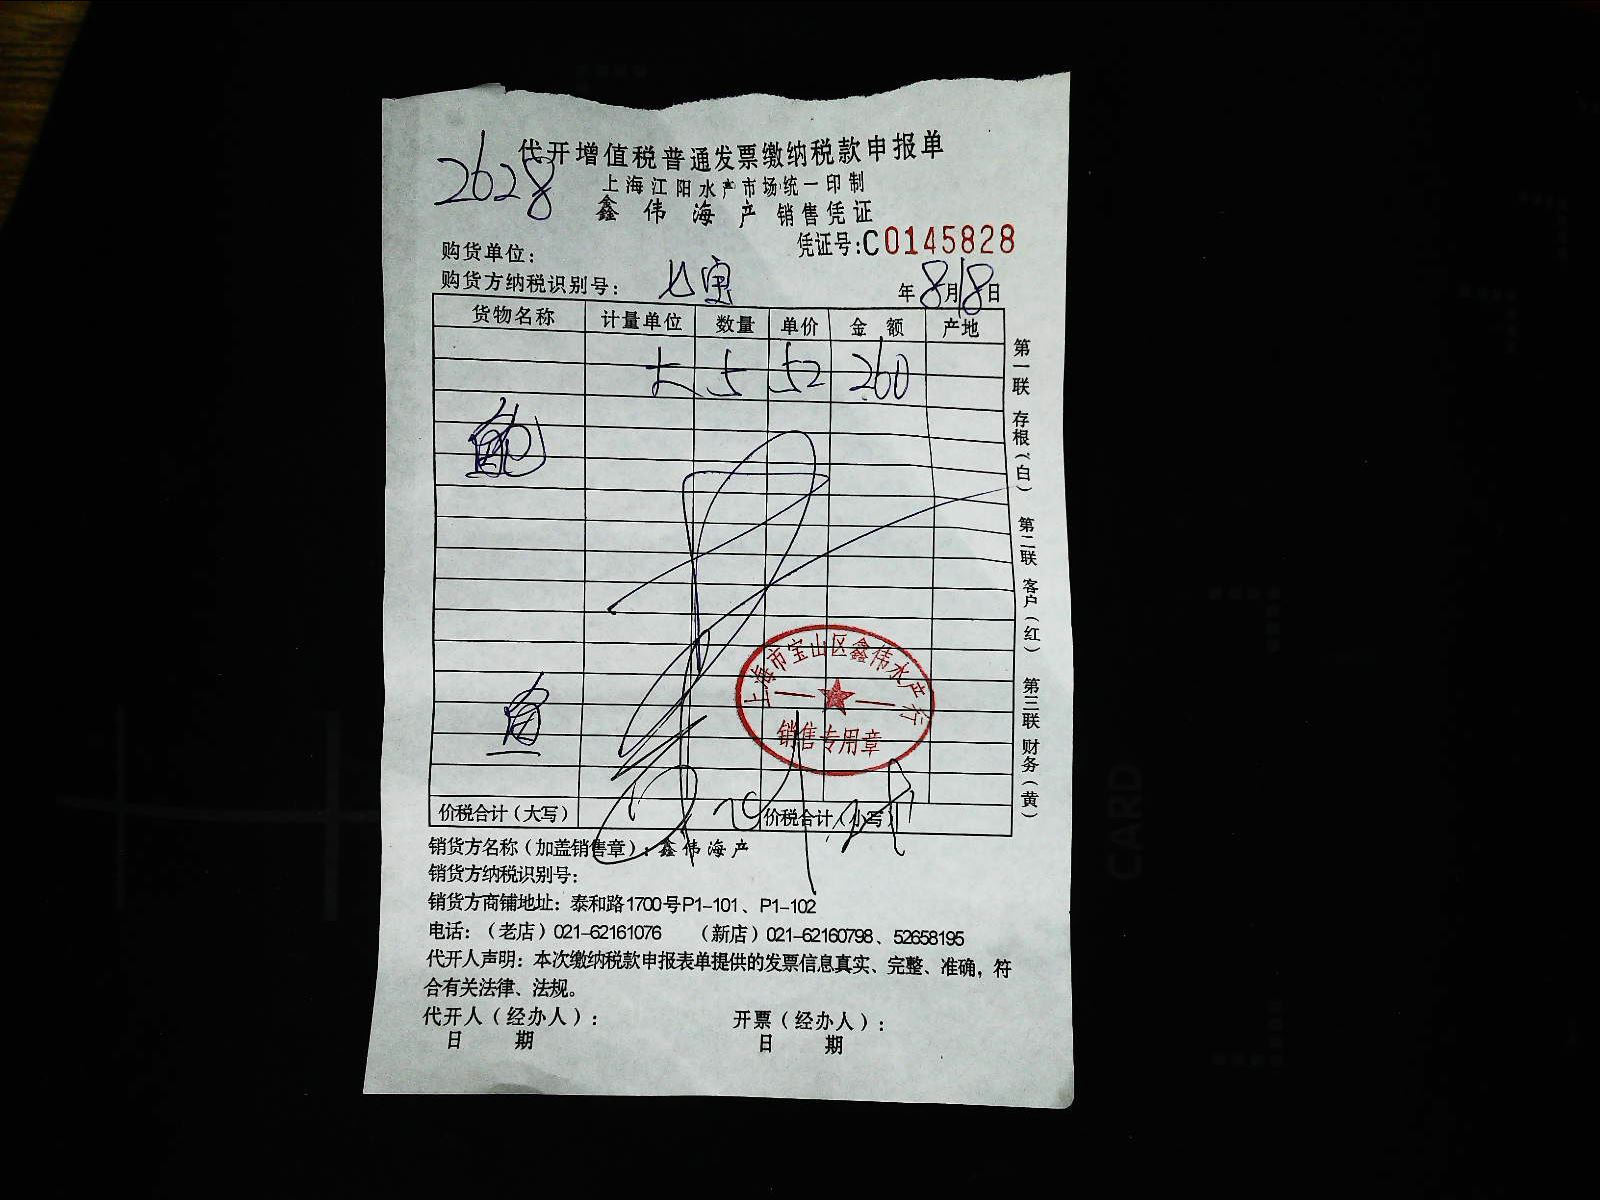 代开增值税普通发票缴纳税款申报单
2628
上海江阳水产市场统一印制
鑫伟海产销售凭证
凭证号:C0145828
购货单位:
购货方纳税识别号: 七宝
年8月18日
货物名称 计量单位 数量 单价 金额 产地
大 5 52 260
鲍
第一联 存根(白) 第二联 客户(红) 第三联 财务(黄)
上海市宝山区鑫伟水产行
销售专用章
价税合计(大写) 价税合计(小写)
销货方名称(加盖销售章): 鑫伟海产
销货方纳税识别号:
销货方商铺地址: 泰和路1700号P1-101、P1-102
电话:(老店)021-62161076 (新店)021-62160798、52658195
代开人声明: 本次缴纳税款申报表单提供的发票信息真实、完整、准确, 符
合有关法律、法规。
代开人(经办人): 开票(经办人):
日期 日期